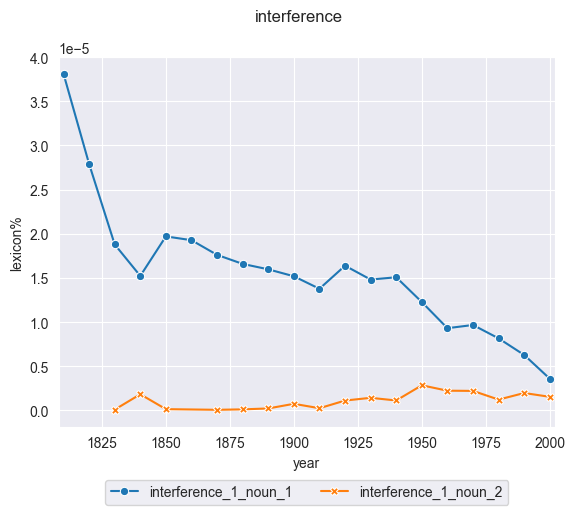 interference
1e−5
4.0
3.5
3.0
2.5
2.0
1.5
1.0
0.5
0.0
lexicon%
1825 1850 1875 1900 1925 1950 1975 2000
year
interference_1_noun_1 interference_1_noun_2